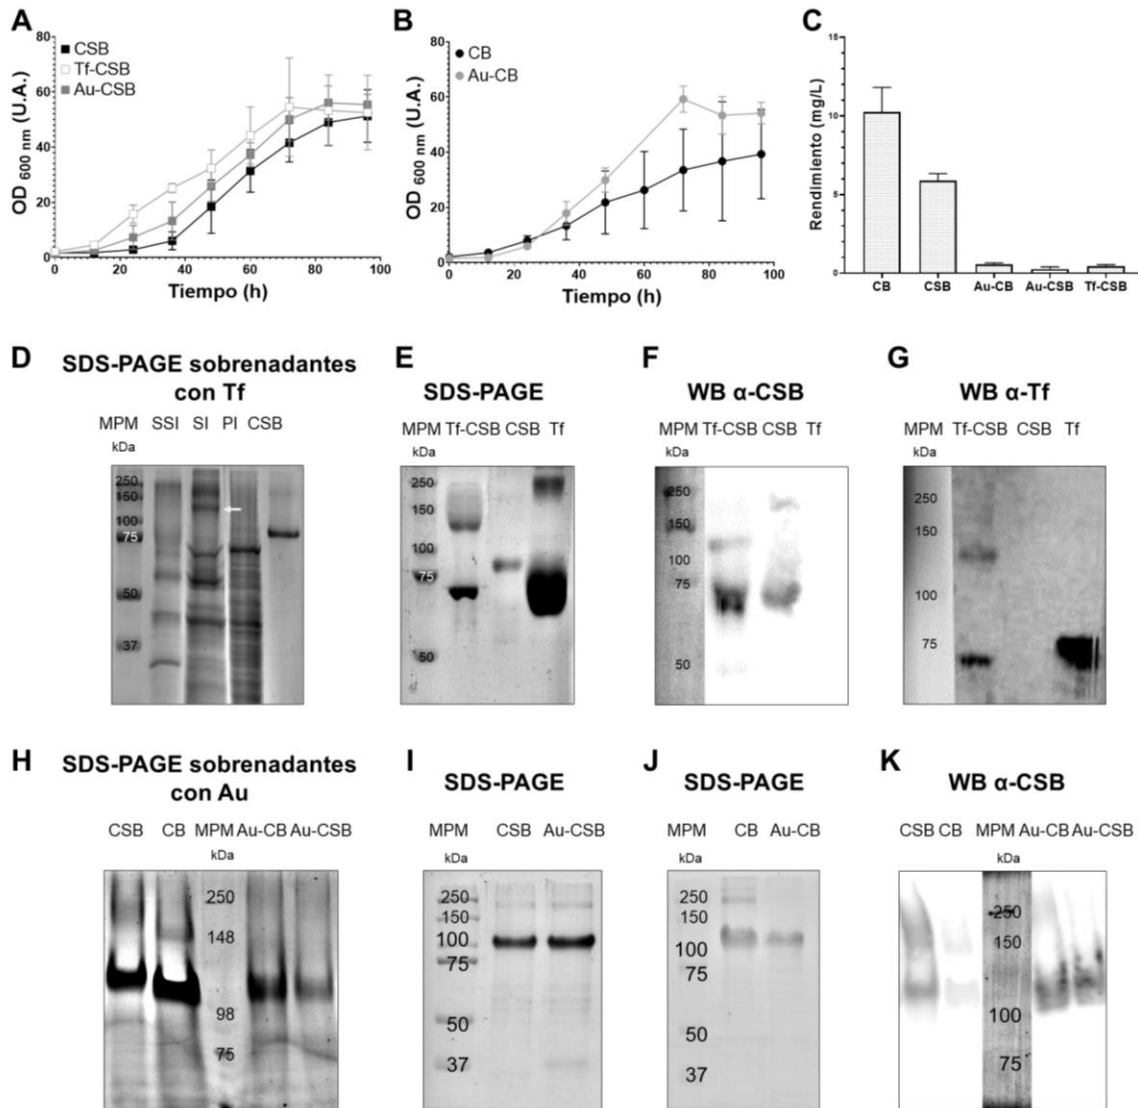 A
B
C
80
60
40
20
0
OD 600 nm (U.A.)
CSB
Tf-CSB
Au-CSB
0 20 40 60 80 100
Tiempo (h)
80
60
40
20
0
OD 600 nm (U.A.)
CB
Au-CB
0 20 40 60 80 100
Tiempo (h)
15
10
5
0
Rendimiento (mg/L)
CB CSB Au-CB Au-CSB Tf-CSB
D SDS-PAGE sobrenadantes
con Tf
MPM SSI SI PI CSB
kDa
250
150
100
75
50
37
E
SDS-PAGE
MPM Tf-CSB CSB Tf
kDa
250
150
100
75
50
F
WB α-CSB
MPM Tf-CSB CSB Tf
kDa
250
150
100
75
50
G
WB α-Tf
MPM Tf-CSB CSB Tf
kDa
250
150
100
75
H SDS-PAGE sobrenadantes
con Au
CSB CB MPM Au-CB Au-CSB
kDa
250
148
98
75
I
SDS-PAGE
MPM CSB Au-CSB
kDa
250
150
100
75
50
37
J
SDS-PAGE
MPM CB Au-CB
kDa
250
150
100
75
50
37
K
WB α-CSB
CSB CB MPM Au-CB Au-CSB
kDa
250
150
100
75